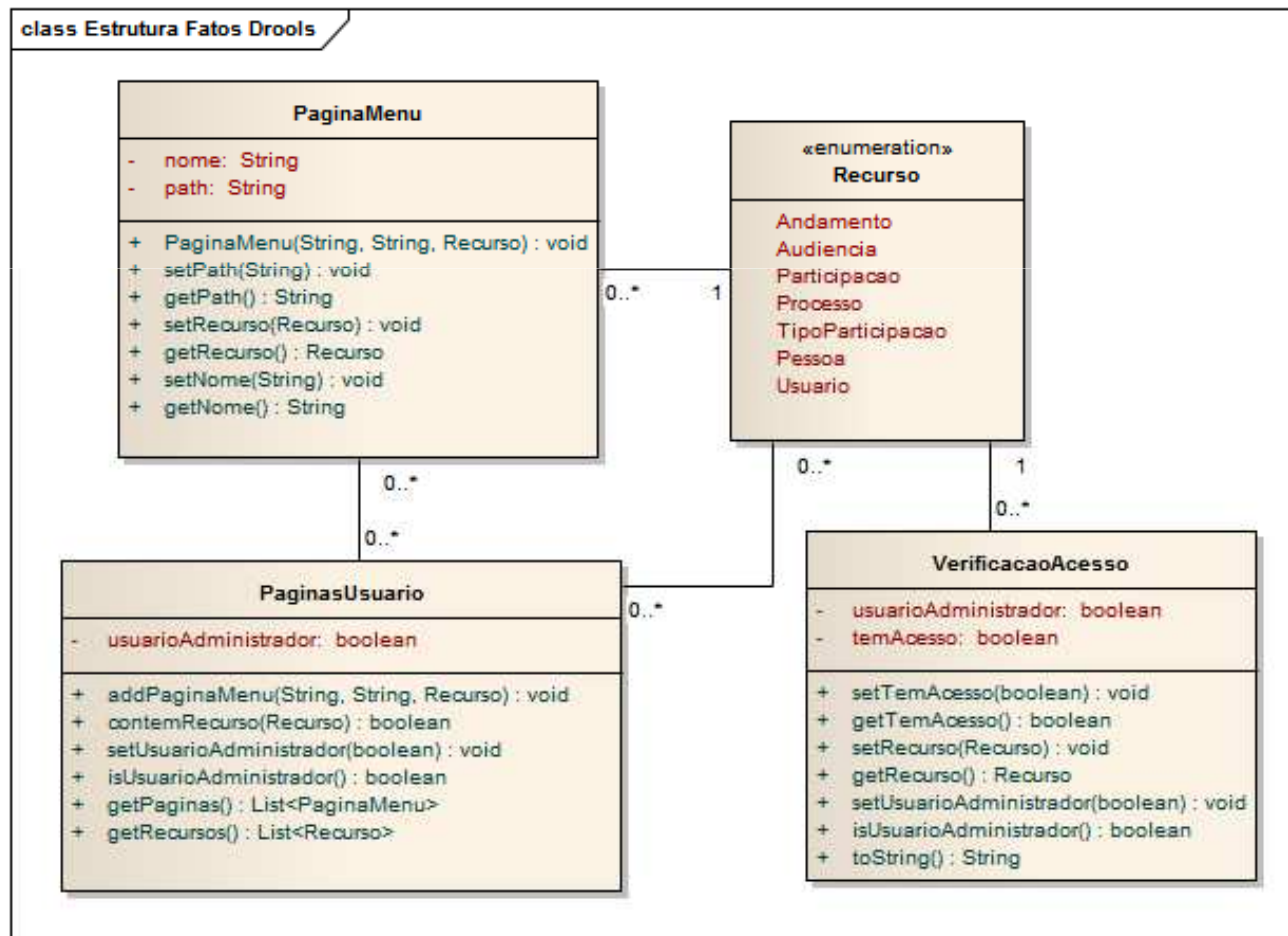 class Estrutura Fatos Drools
PaginaMenu
- nome: String
- path: String
+ PaginaMenu(String, String, Recurso) : void
+ setPath(String) : void
+ getPath() : String
+ setRecurso(Recurso) : void
+ getRecurso() : Recurso
+ setNome(String) : void
+ getNome() : String
«enumeration»
Recurso
Andamento
Audiencia
Participacao
Processo
TipoParticipacao
Pessoa
Usuario
0..* 1
0..*
0..*
0..*
0..*
1
0..*
PaginasUsuario
- usuarioAdministrador: boolean
+ addPaginaMenu(String, String, Recurso) : void
+ contemRecurso(Recurso) : boolean
+ setUsuarioAdministrador(boolean) : void
+ isUsuarioAdministrador() : boolean
+ getPaginas() : List<PaginaMenu>
+ getRecursos() : List<Recurso>
VerificacaoAcesso
- usuarioAdministrador: boolean
- temAcesso: boolean
+ setTemAcesso(boolean) : void
+ getTemAcesso() : boolean
+ setRecurso(Recurso) : void
+ getRecurso() : Recurso
+ setUsuarioAdministrador(boolean) : void
+ isUsuarioAdministrador() : boolean
+ toString() : String